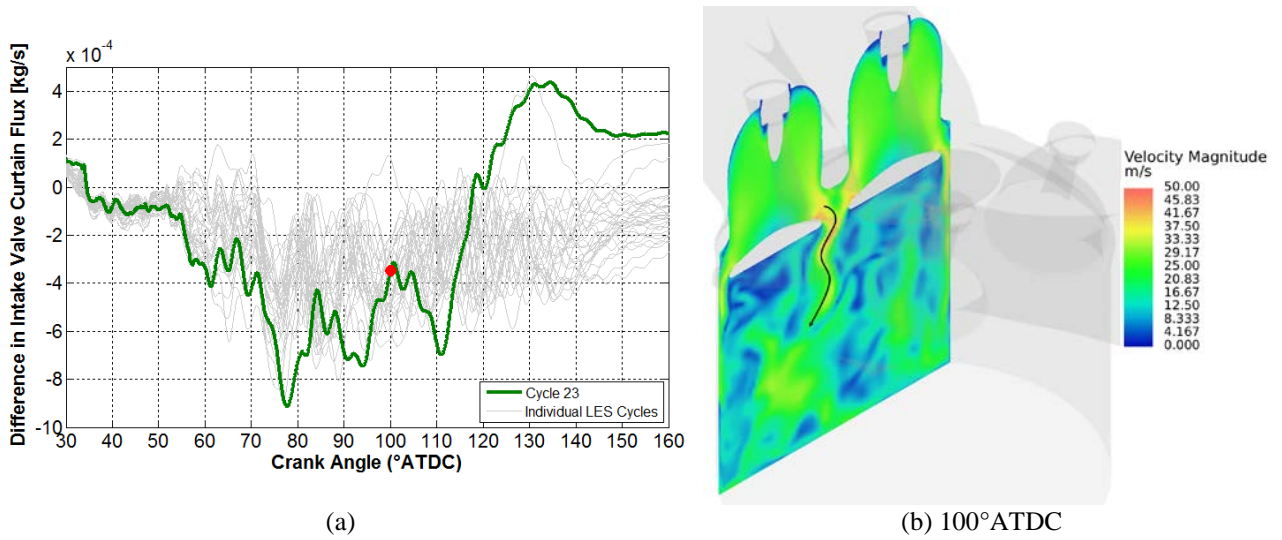 x 10-4
Difference in Intake Valve Curtain Flux [kg/s]
4
2
0
-2
-4
-6
-8
-10
30 40 50 60 70 80 90 100 110 120 130 140 150 160
Crank Angle (°ATDC)
Cycle 23
Individual LES Cycles
(a)
Velocity Magnitude
m/s
50.00
45.83
41.67
37.50
33.33
29.17
25.00
20.83
16.67
12.50
8.333
4.167
0.000
(b) 100°ATDC